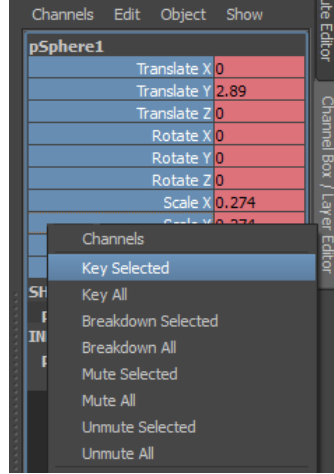 Channels Edit Object Show
pSphere1
Translate X 0
Translate Y 2.89
Translate Z 0
Rotate X 0
Rotate Y 0
Rotate Z 0
Scale X 0.274
Channels
Key Selected
Key All
Breakdown Selected
Breakdown All
Mute Selected
Mute All
Unmute Selected
Unmute All
SH
IN
Channel Box / Layer Editor